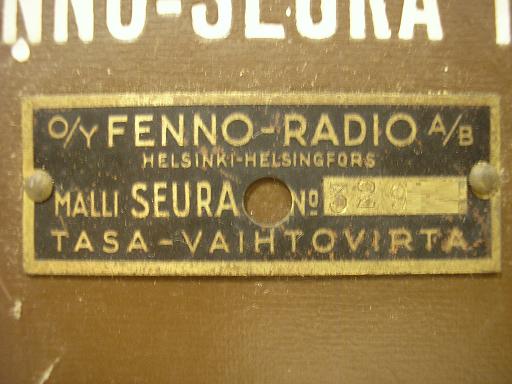 NNO-SEURA
O/Y FENNO-RADIO A/B
HELSINKI-HELSINGFORS
MALLI SEURA No 329
TASA-VAIHTOVIRTA